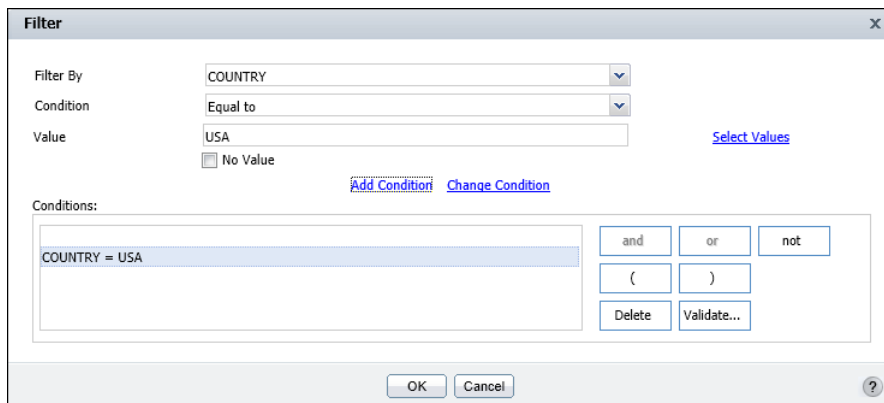 Filter x
Filter By COUNTRY
Condition Equal to
Value USA Select Values
No Value
Add Condition Change Condition
Conditions:
and or not
COUNTRY = USA
( )
Delete Validate...
OK Cancel ?